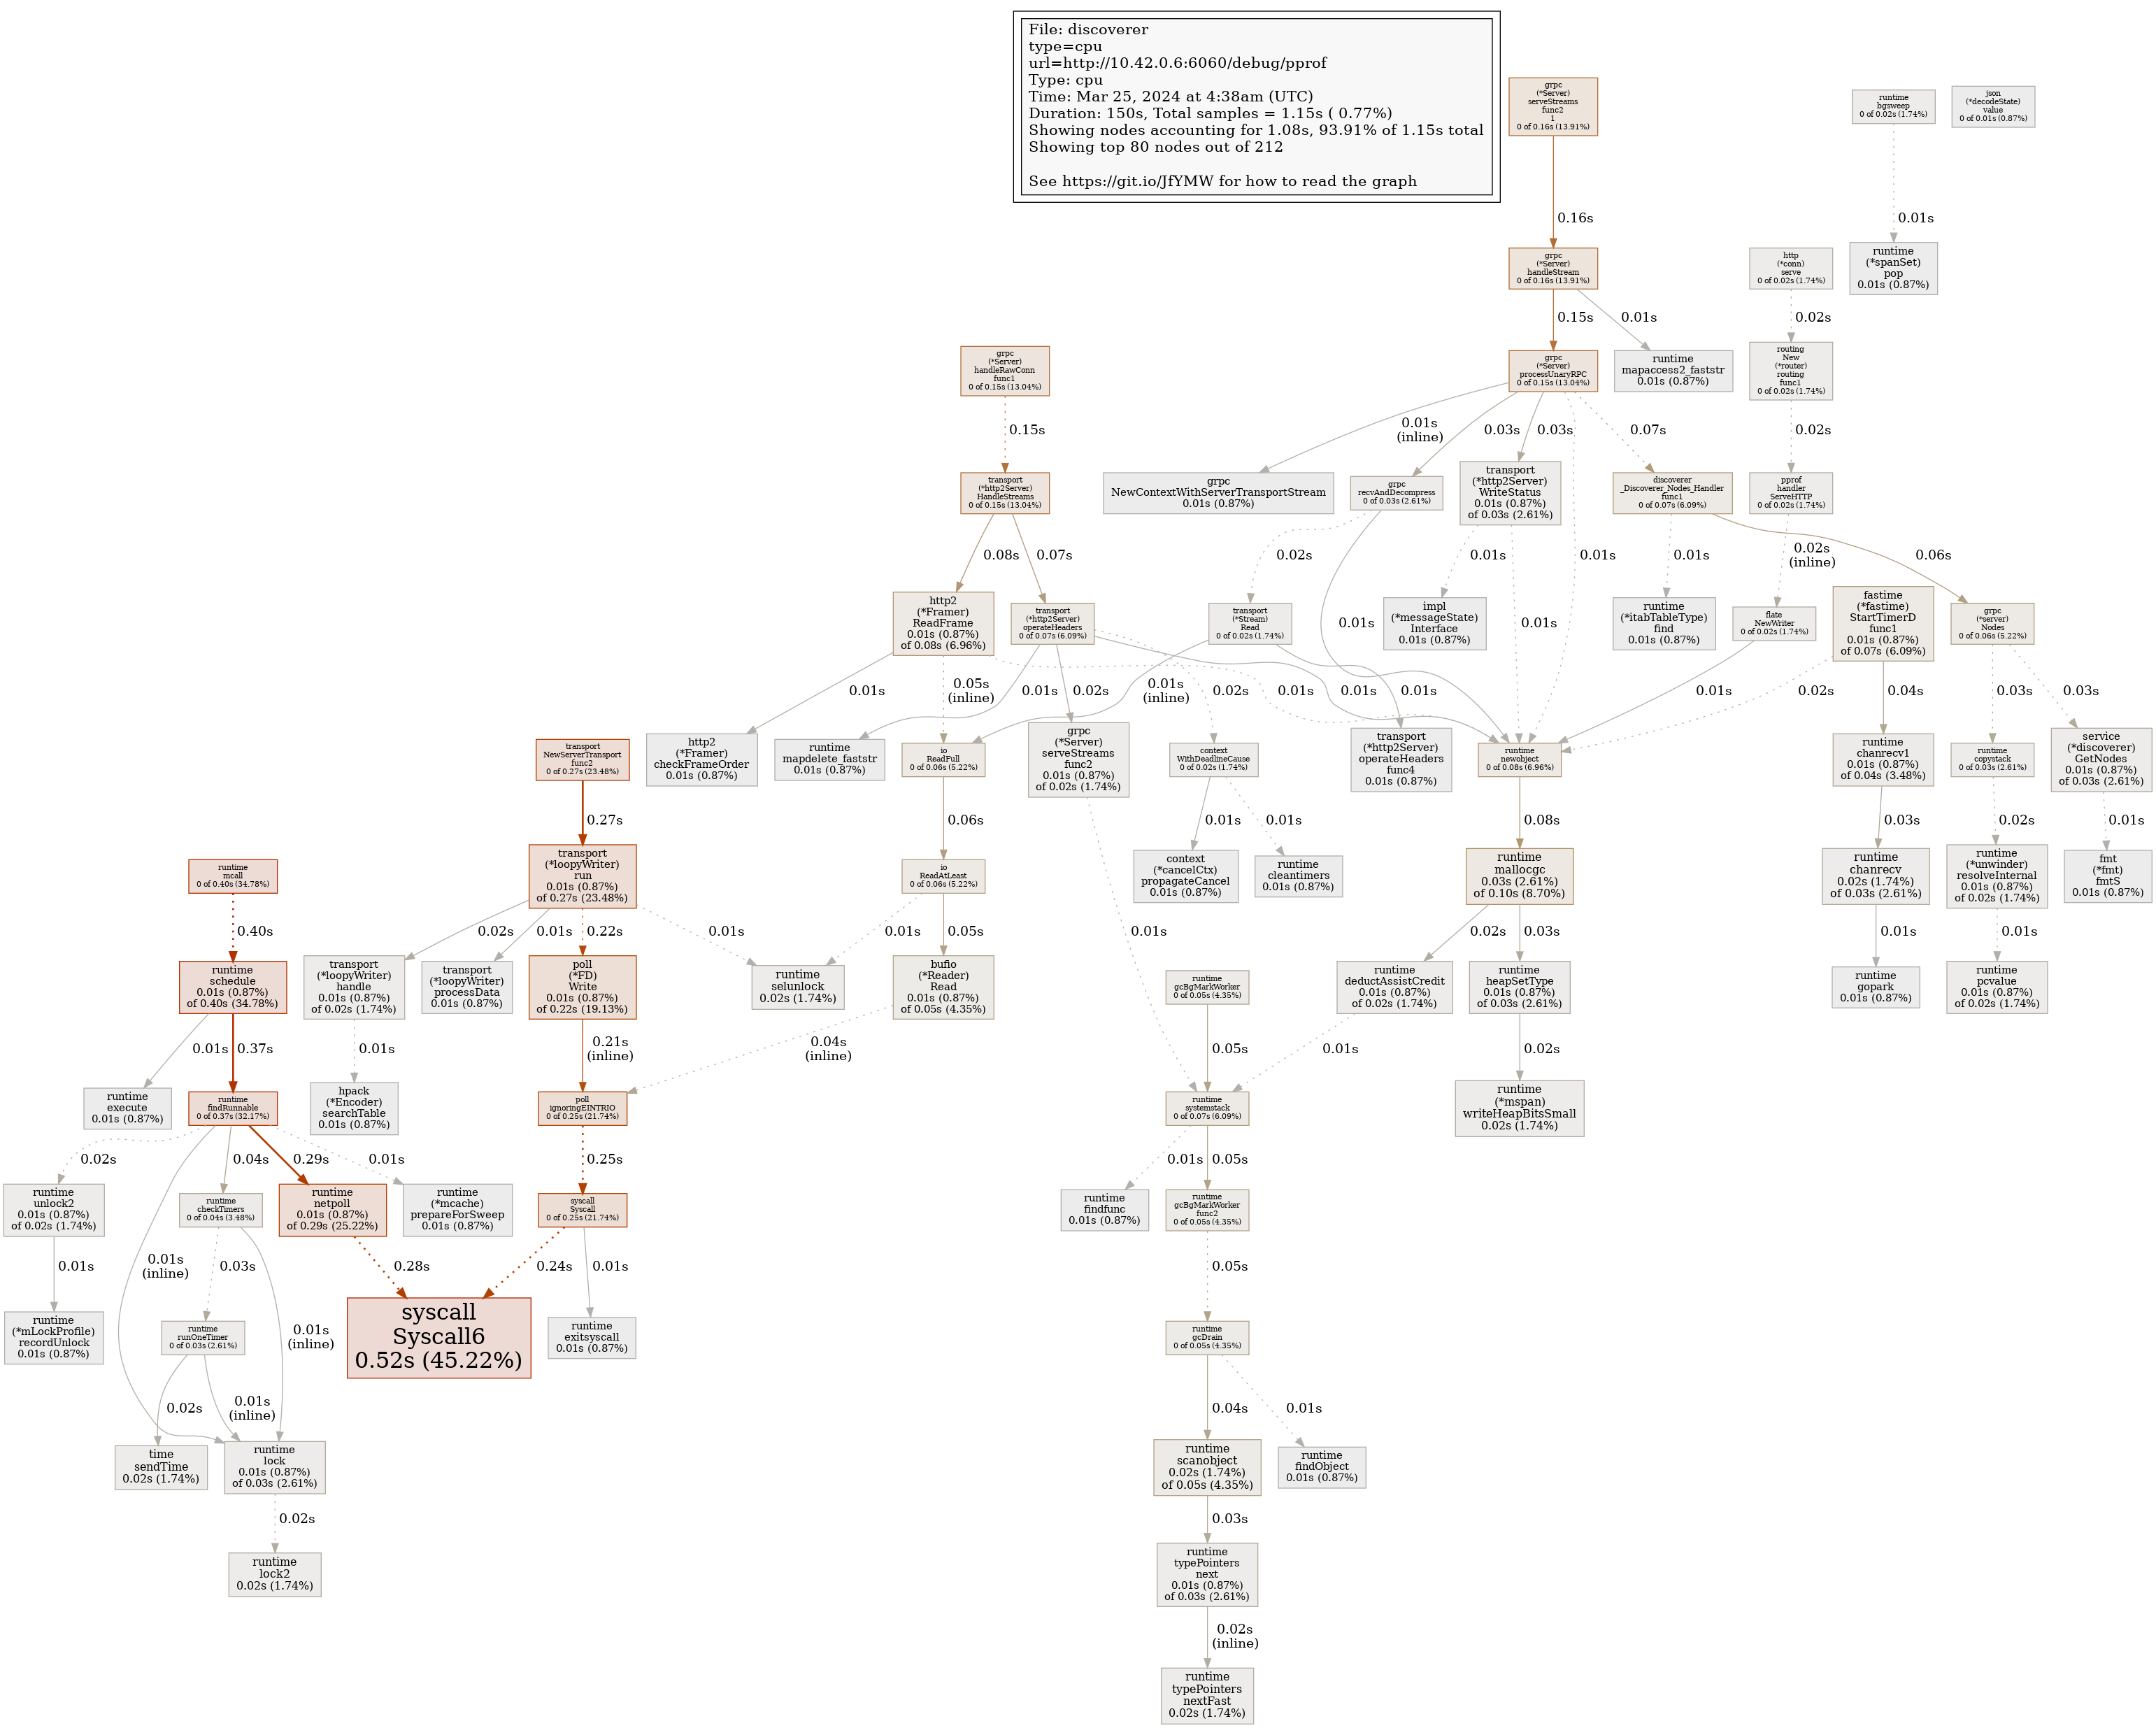 File: discoverer
type=cpu
url=http://10.42.0.6:6060/debug/pprof
Type: cpu
Time: Mar 25, 2024 at 4:38am (UTC)
Duration: 150s, Total samples = 1.15s ( 0.77%)
Showing nodes accounting for 1.08s, 93.91% of 1.15s total
Showing top 80 nodes out of 212
See https://git.io/JfYMW for how to read the graph
grpc
(*Server)
serveStreams
func2
1
0 of 0.16s (13.91%)
runtime
bgsweep
0 of 0.02s (1.74%)
json
(*decodeState)
value
0 of 0.01s (0.87%)
0.16s
0.01s
grpc
(*Server)
handleStream
0 of 0.16s (13.91%)
http
(*conn)
serve
0 of 0.02s (1.74%)
runtime
(*spanSet)
pop
0.01s (0.87%)
0.15s
0.01s
0.02s
grpc
(*Server)
handleRawConn
func1
0 of 0.15s (13.04%)
grpc
(*Server)
processUnaryRPC
0 of 0.15s (13.04%)
runtime
mapaccess2_faststr
0.01s (0.87%)
routing
New
(*router)
routing
func1
0 of 0.02s (1.74%)
0.15s
0.01s
(inline)
0.03s
0.03s
0.07s
0.02s
transport
(*http2Server)
HandleStreams
0 of 0.15s (13.04%)
grpc
NewContextWithServerTransportStream
0.01s (0.87%)
grpc
recvAndDecompress
0 of 0.03s (2.61%)
transport
(*http2Server)
WriteStatus
0.01s (0.87%)
of 0.03s (2.61%)
discoverer
_Discoverer_Nodes_Handler
func1
0 of 0.07s (6.09%)
pprof
handler
ServeHTTP
0 of 0.02s (1.74%)
0.08s
0.07s
0.02s
0.01s
0.01s
0.01s
0.02s
(inline)
0.06s
http2
(*Framer)
ReadFrame
0.01s (0.87%)
of 0.08s (6.96%)
transport
(*http2Server)
operateHeaders
0 of 0.07s (6.09%)
transport
(*Stream)
Read
0 of 0.02s (1.74%)
0.01s
impl
(*messageState)
Interface
0.01s (0.87%)
0.01s
runtime
(*itabTableType)
find
0.01s (0.87%)
flate
NewWriter
0 of 0.02s (1.74%)
fastime
(*fastime)
StartTimerD
func1
0.01s (0.87%)
of 0.07s (6.09%)
grpc
(*server)
Nodes
0 of 0.06s (5.22%)
0.01s
0.05s
(inline)
0.01s
0.02s
0.01s
(inline)
0.02s
0.01s
0.01s
0.01s
0.01s
0.02s
0.04s
0.03s
0.03s
transport
NewServerTransport
func2
0 of 0.27s (23.48%)
http2
(*Framer)
checkFrameOrder
0.01s (0.87%)
runtime
mapdelete_faststr
0.01s (0.87%)
io
ReadFull
0 of 0.06s (5.22%)
grpc
(*Server)
serveStreams
func2
0.01s (0.87%)
of 0.02s (1.74%)
context
WithDeadlineCause
0 of 0.02s (1.74%)
transport
(*http2Server)
operateHeaders
func4
0.01s (0.87%)
runtime
newobject
0 of 0.08s (6.96%)
runtime
chanrecv1
0.01s (0.87%)
of 0.04s (3.48%)
runtime
copystack
0 of 0.03s (2.61%)
service
(*discoverer)
GetNodes
0.01s (0.87%)
of 0.03s (2.61%)
0.27s
0.06s
0.01s
0.01s
0.08s
0.03s
0.02s
0.01s
runtime
mcall
0 of 0.40s (34.78%)
transport
(*loopyWriter)
run
0.01s (0.87%)
of 0.27s (23.48%)
io
ReadAtLeast
0 of 0.06s (5.22%)
context
(*cancelCtx)
propagateCancel
0.01s (0.87%)
runtime
cleantimers
0.01s (0.87%)
runtime
mallocgc
0.03s (2.61%)
of 0.10s (8.70%)
runtime
chanrecv
0.02s (1.74%)
of 0.03s (2.61%)
runtime
(*unwinder)
resolveInternal
0.01s (0.87%)
of 0.02s (1.74%)
fmt
(*fmt)
fmtS
0.01s (0.87%)
0.40s
0.02s
0.01s
0.22s
0.01s
0.01s
0.05s
0.01s
0.02s
0.03s
0.01s
0.01s
runtime
schedule
0.01s (0.87%)
of 0.40s (34.78%)
transport
(*loopyWriter)
handle
0.01s (0.87%)
of 0.02s (1.74%)
transport
(*loopyWriter)
processData
0.01s (0.87%)
poll
(*FD)
Write
0.01s (0.87%)
of 0.22s (19.13%)
runtime
selunlock
0.02s (1.74%)
bufio
(*Reader)
Read
0.01s (0.87%)
of 0.05s (4.35%)
runtime
gcBgMarkWorker
0 of 0.05s (4.35%)
runtime
deductAssistCredit
0.01s (0.87%)
of 0.02s (1.74%)
runtime
heapSetType
0.01s (0.87%)
of 0.03s (2.61%)
runtime
gopark
0.01s (0.87%)
runtime
pcvalue
0.01s (0.87%)
of 0.02s (1.74%)
0.01s
0.37s
0.01s
0.21s
(inline)
0.04s
(inline)
0.05s
0.01s
0.02s
runtime
execute
0.01s (0.87%)
runtime
findRunnable
0 of 0.37s (32.17%)
hpack
(*Encoder)
searchTable
0.01s (0.87%)
poll
ignoringEINTRIO
0 of 0.25s (21.74%)
runtime
systemstack
0 of 0.07s (6.09%)
runtime
(*mspan)
writeHeapBitsSmall
0.02s (1.74%)
0.02s
0.04s
0.29s
0.01s
0.25s
0.01s
0.05s
runtime
unlock2
0.01s (0.87%)
of 0.02s (1.74%)
runtime
checkTimers
0 of 0.04s (3.48%)
runtime
netpoll
0.01s (0.87%)
of 0.29s (25.22%)
runtime
(*mcache)
prepareForSweep
0.01s (0.87%)
syscall
Syscall
0 of 0.25s (21.74%)
runtime
findfunc
0.01s (0.87%)
runtime
gcBgMarkWorker
func2
0 of 0.05s (4.35%)
0.01s
0.01s
(inline)
0.03s
0.28s
0.24s
0.01s
0.05s
runtime
(*mLockProfile)
recordUnlock
0.01s (0.87%)
runtime
runOneTimer
0 of 0.03s (2.61%)
0.01s
(inline)
syscall
Syscall6
0.52s (45.22%)
runtime
exitsyscall
0.01s (0.87%)
runtime
gcDrain
0 of 0.05s (4.35%)
0.02s
0.01s
(inline)
0.04s
0.01s
time
sendTime
0.02s (1.74%)
runtime
lock
0.01s (0.87%)
of 0.03s (2.61%)
runtime
scanobject
0.02s (1.74%)
of 0.05s (4.35%)
runtime
findObject
0.01s (0.87%)
0.02s
0.03s
runtime
lock2
0.02s (1.74%)
runtime
typePointers
next
0.01s (0.87%)
of 0.03s (2.61%)
0.02s
(inline)
runtime
typePointers
nextFast
0.02s (1.74%)